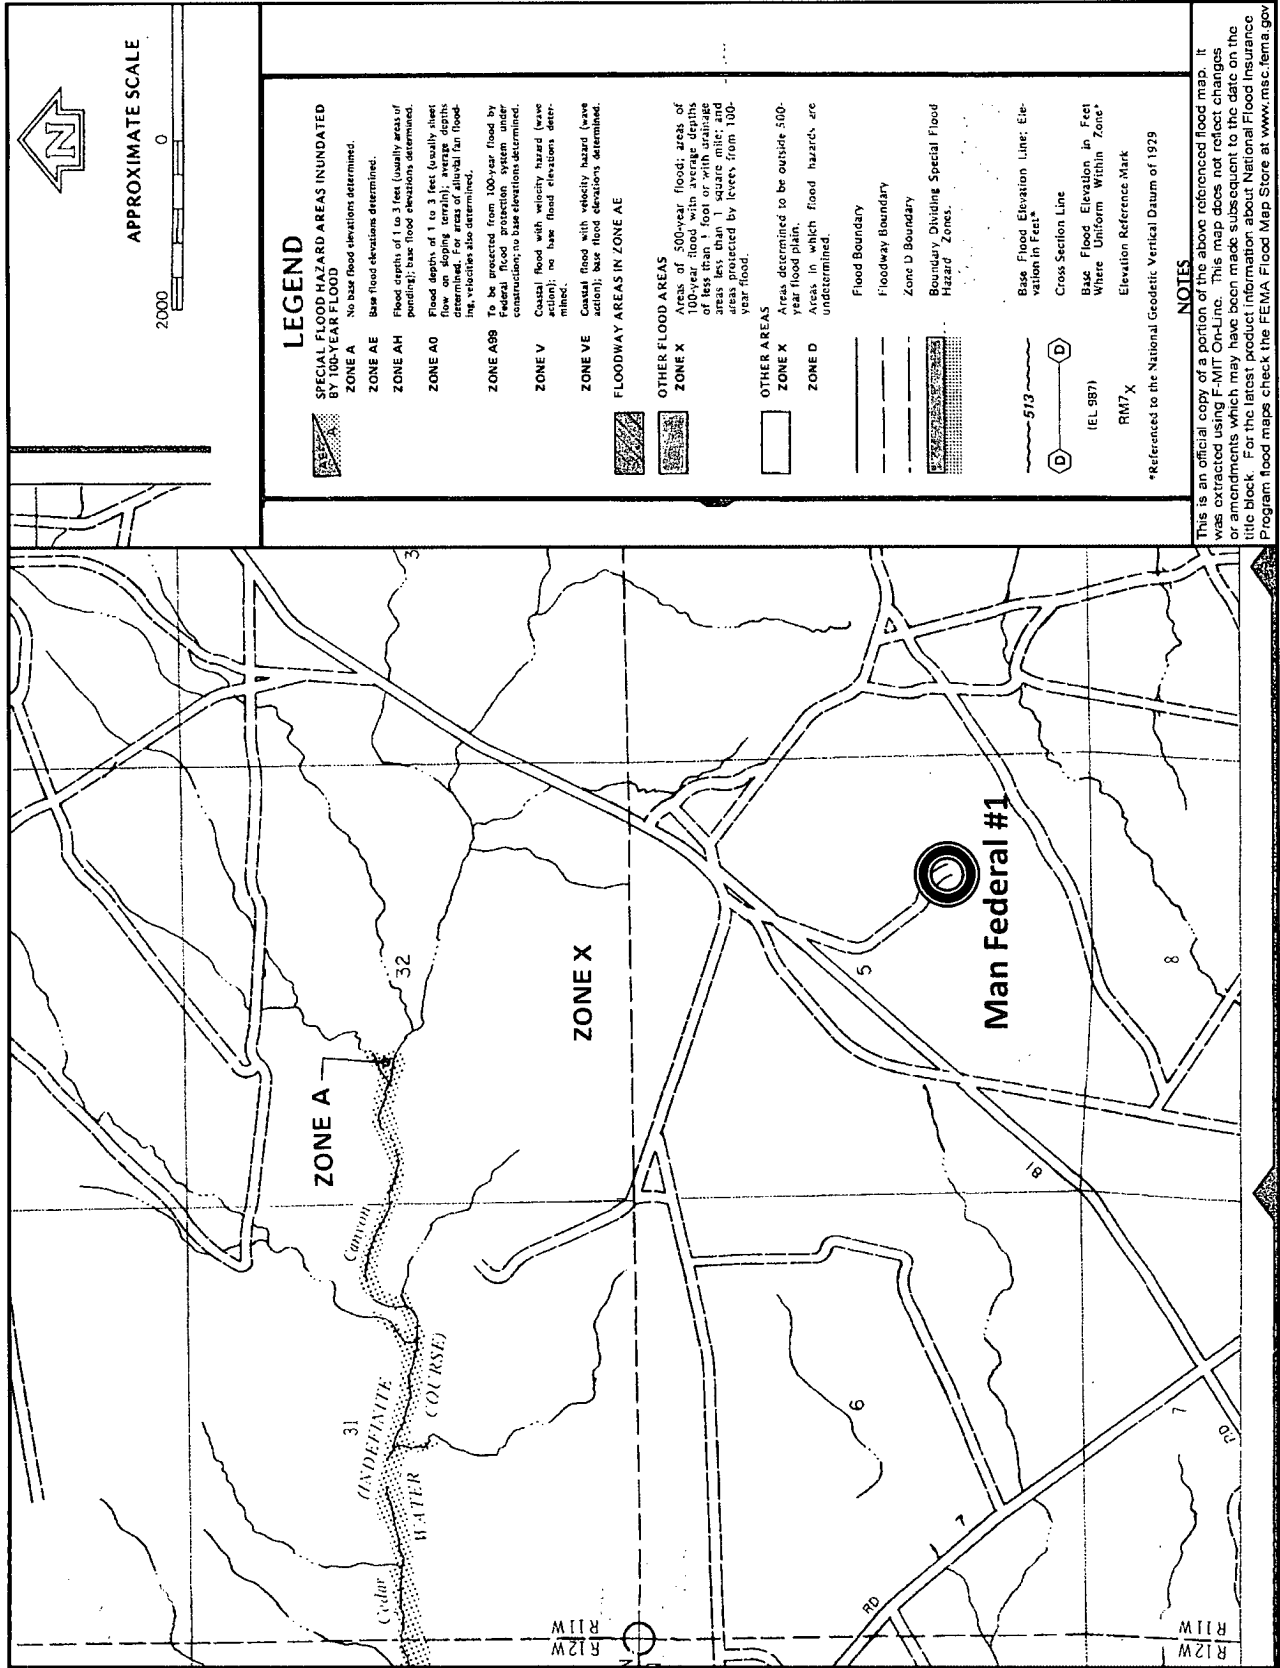 N
APPROXIMATE SCALE
2000
0
LEGEND
SPECIAL FLOOD HAZARD AREAS INUNDATED
BY 100-YEAR FLOOD
ZONE A No base flood elevations determined.
ZONE AE Base flood elevations determined.
ZONE AH Flood depths of 1 to 3 feet (usually areas of
ponding); base flood elevations determined.
ZONE AO Flood depths of 1 to 3 feet (usually sheet
flow on sloping terrain); average depths
determined. For areas of alluvial fan flood-
ing, velocities also determined.
ZONE A99 To be protected from 100-year flood by
Federal flood protection system under
construction; no base elevations determined.
ZONE V Coastal flood with velocity hazard (wave
action); no base flood elevations deter-
mined.
ZONE VE Coastal flood with velocity hazard (wave
action); base flood elevations determined.
FLOODWAY AREAS IN ZONE AE
OTHER FLOOD AREAS
ZONE X Areas of 500-year flood; areas of
100-year flood with average depths
of less than 1 foot or with drainage
areas less than 1 square mile; and
areas protected by levees from 100-
year flood.
OTHER AREAS
ZONE X Areas determined to be outside 500-
year flood plain.
ZONE D Areas in which flood hazards are
undetermined.
Flood Boundary
Floodway Boundary
Zone D Boundary
Boundary Dividing Special Flood
Hazard Zones.
513 Base Flood Elevation Line; Ele-
vation in Feet*
D D Cross Section Line
(EL 987) Base Flood Elevation in Feet
Where Uniform Within Zone*
RM7X Elevation Reference Mark
*Referenced to the National Geodetic Vertical Datum of 1929
NOTES
This is an official copy of a portion of the above referenced flood map. It
was extracted using F-MIT On-Line. This map does not reflect changes
or amendments which may have been made subsequent to the date on the
title block. For the latest product information about National Flood Insurance
Program flood maps check the FEMA Flood Map Store at www.msc.fema.gov
3
32
ZONE A
ZONE X
Canyon
31
(INDEFINITE
COURSE)
WATER
Cedar
R12W R11W
5
Man Federal #1
8
81
6
7
RD
7
RD
R12W R11W